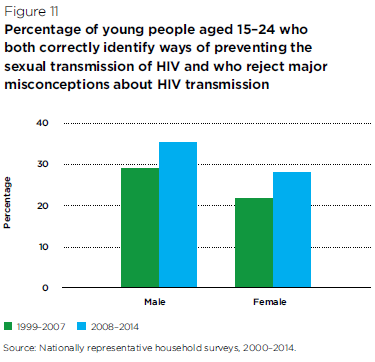 Figure 11
Percentage of young people aged 15–24 who
both correctly identify ways of preventing the
sexual transmission of HIV and who reject major
misconceptions about HIV transmission
40
30
20
10
0
Percentage
Male
Female
1999–2007
2008–2014
Source: Nationally representative household surveys, 2000–2014.